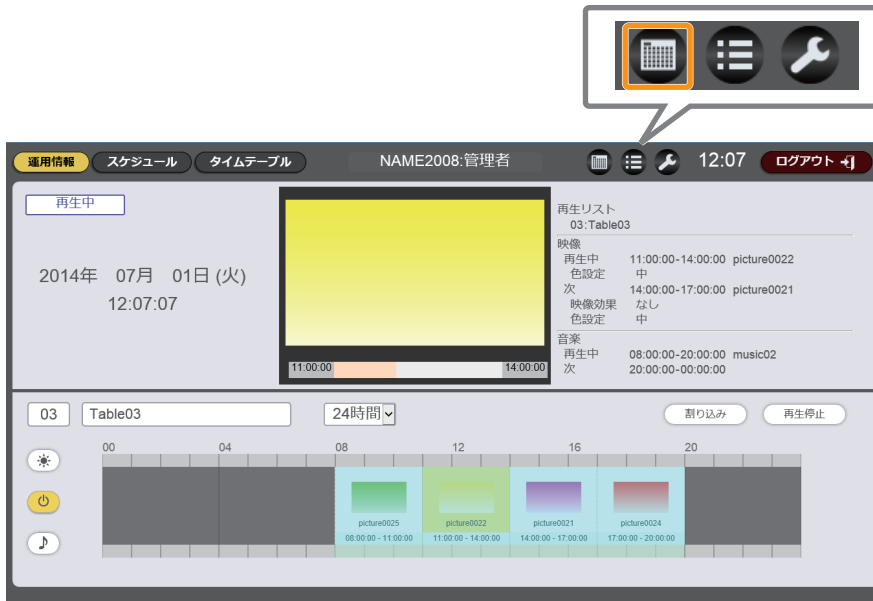 運用情報 スケジュール タイムテーブル NAME2008:管理者 12:07 ログアウト
再生中
2014年 07月 01日 (火)
12:07:07
11:00:00 14:00:00
再生リスト
03:Table03
映像
再生中 11:00:00-14:00:00 picture0022
色設定 中
次 14:00:00-17:00:00 picture0021
映像効果 なし
色設定 中
音楽
再生中 08:00:00-20:00:00 music02
次 20:00:00-00:00:00
03 Table03 24時間 割り込み 再生停止
00 04 08 12 16 20
picture0025 picture0022 picture0021 picture0024
08:00:00 - 11:00:00 11:00:00 - 14:00:00 14:00:00 - 17:00:00 17:00:00 - 20:00:00